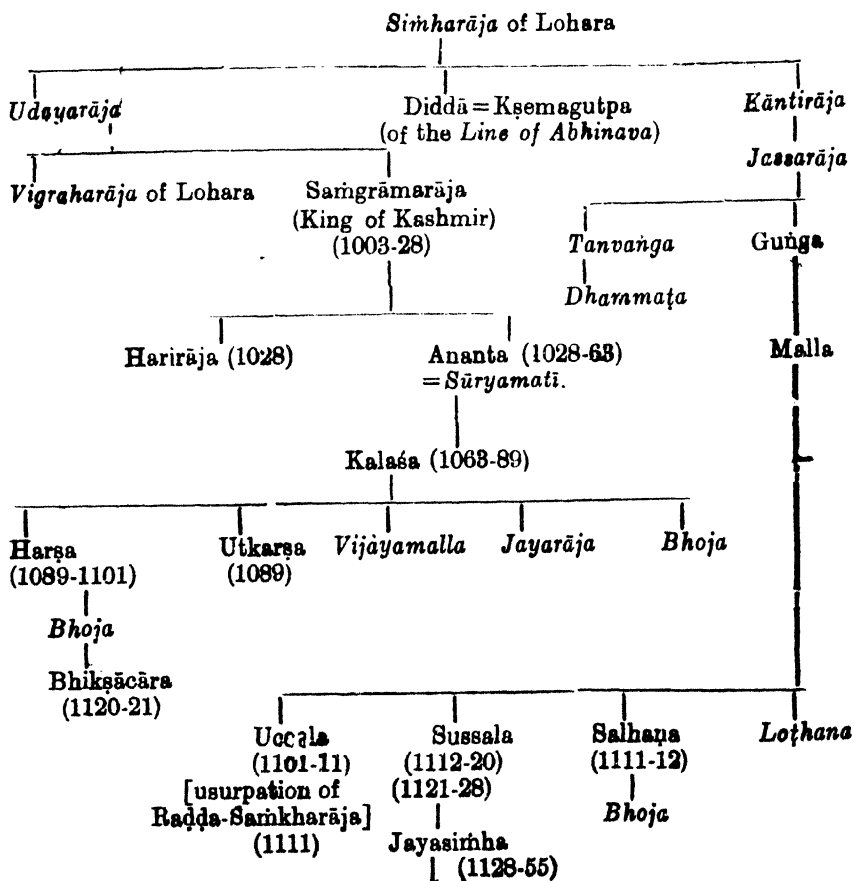 Siṁharāja of Lohara
Udayarāja
Diddā = Kṣemagutpa
(of the Line of Abhinava)
Kāntirāja
Jassarāja
Vigraharāja of Lohara
Saṁgrāmarāja
(King of Kashmir)
(1003-28)
Tanvaṅga
Guṅga
Dhammaṭa
Harirāja (1028)
Ananta (1028-63)
= Sūryamatī.
Malla
Kalaśa (1063-89)
Harṣa
(1089-1101)
Utkarṣa
(1089)
Vijayamalla
Jayarāja
Bhoja
Bhoja
Bhikṣācāra
(1120-21)
Uccala
(1101-11)
[usurpation of
Raḍḍa-Saṁkharāja]
(1111)
Sussala
(1112-20)
(1121-28)
Jayasiṁha
(1128-55)
Salhaṇa
(1111-12)
Bhoja
Loṭhana